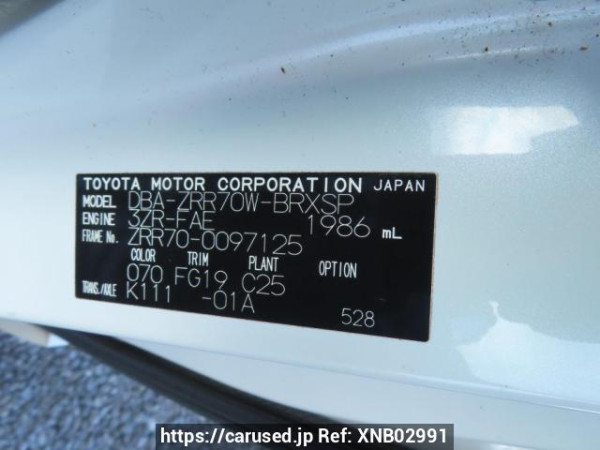 TOYOTA MOTOR CORPORATION JAPAN
MODEL DBA-ZRR70W-BRXSP
ENGINE 3ZR-FAE 1986 mL
FRAME No. ZRR70-0097125
COLOR TRIM PLANT OPTION
070 FG19 C25
TRANS./AXLE K111 -01A
528
https://carused.jp Ref: XNB02991